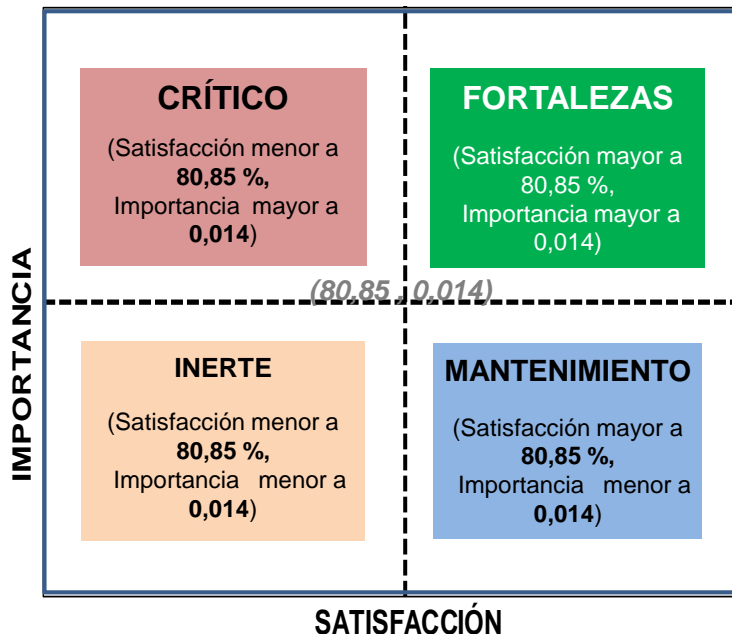 CRÍTICO
(Satisfacción menor a
80,85 %,
Importancia mayor a
0,014)
FORTALEZAS
(Satisfacción mayor a
80,85 %,
Importancia mayor a
0,014)
(80,85 , 0,014)
IMPORTANCIA
INERTE
(Satisfacción menor a
80,85 %,
Importancia menor a
0,014)
MANTENIMIENTO
(Satisfacción mayor a
80,85 %,
Importancia menor a
0,014)
SATISFACCIÓN